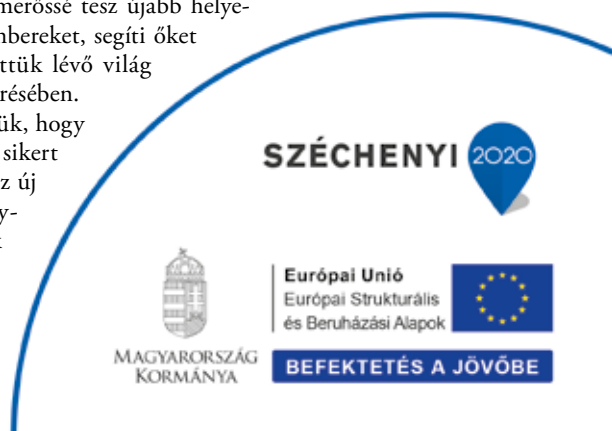 merőssé tesz újabb helye-
mbereket, segíti őket
ttük lévő világ
résében.
ük, hogy
sikert
z új
y-
SZÉCHENYI 2020
Európai Unió
Európai Strukturális
és Beruházási Alapok
MAGYARORSZÁG
KORMÁNYA
BEFEKTETÉS A JÖVŐBE